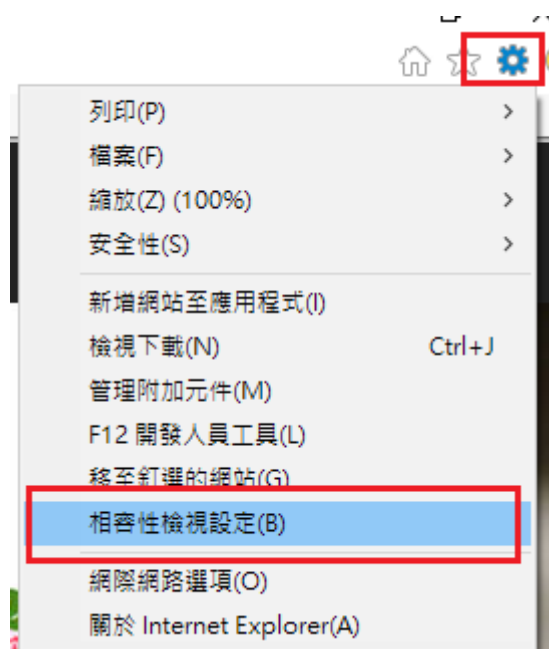 列印(P)
檔案(F)
縮放(Z) (100%)
安全性(S)
新增網站至應用程式(I)
檢視下載(N) Ctrl+J
管理附加元件(M)
F12 開發人員工具(L)
移至釘選的網站(G)
相容性檢視設定(B)
網際網路選項(O)
關於 Internet Explorer(A)